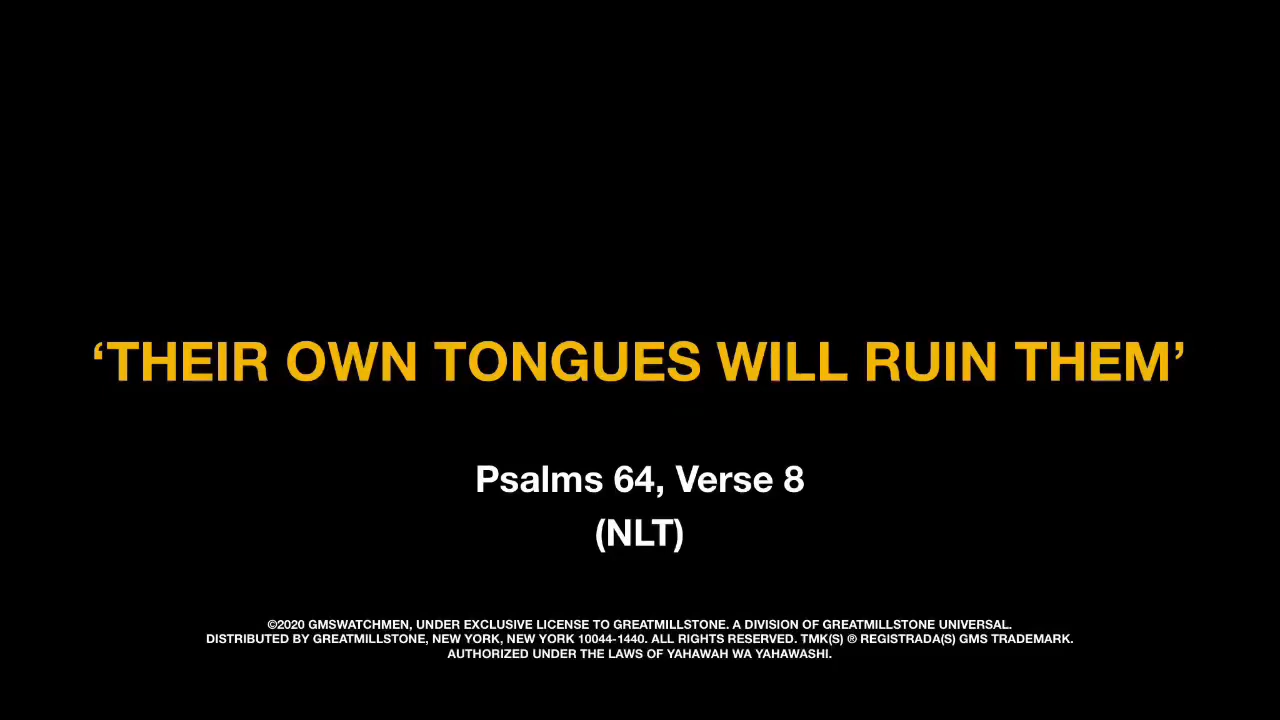 ‘THEIR OWN TONGUES WILL RUIN THEM’
Psalms 64, Verse 8
(NLT)
©2020 GMSWATCHMEN, UNDER EXCLUSIVE LICENSE TO GREATMILLSTONE. A DIVISION OF GREATMILLSTONE UNIVERSAL.
DISTRIBUTED BY GREATMILLSTONE, NEW YORK, NEW YORK 10044-1440. ALL RIGHTS RESERVED. TMK(S) ® REGISTRADA(S) GMS TRADEMARK.
AUTHORIZED UNDER THE LAWS OF YAHAWAH WA YAHAWASHI.